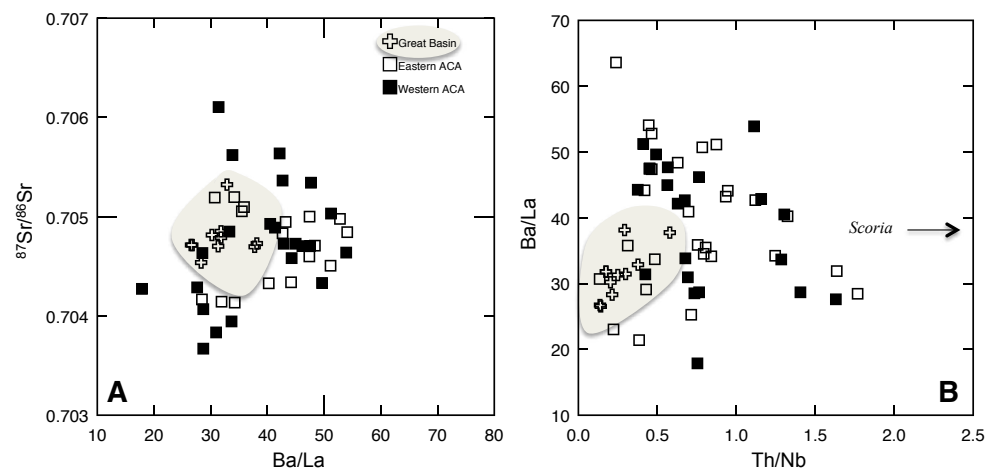 0.707
0.706
0.705
0.704
0.703
87Sr/86Sr
Great Basin
Eastern ACA
Western ACA
A
10 20 30 40 50 60 70 80
Ba/La
70
60
50
40
30
20
10
Ba/La
Scoria
B
0.0 0.5 1.0 1.5 2.0 2.5
Th/Nb